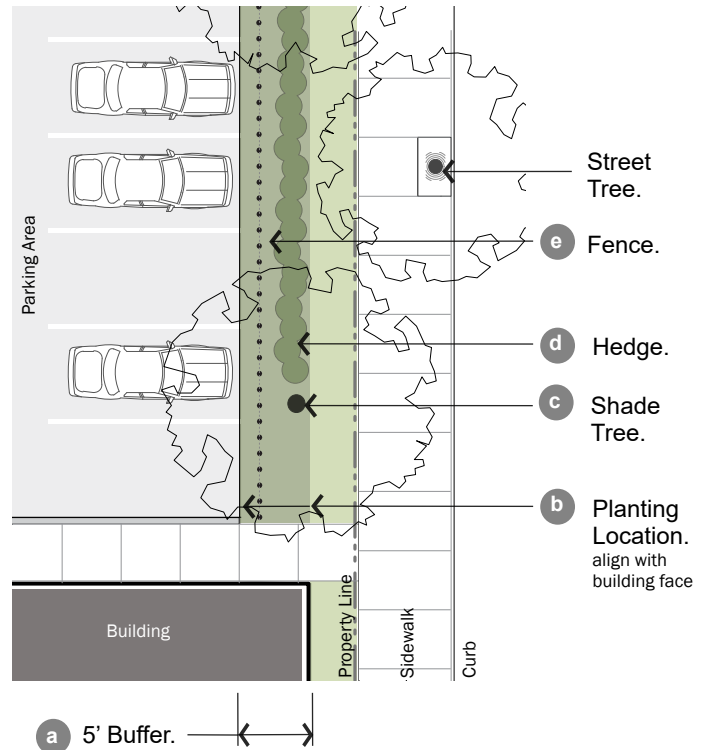 Parking Area
Street
Tree.
e Fence.
d Hedge.
c Shade
Tree.
b Planting
Location.
align with
building face
Building
Property Line
Sidewalk
Curb
a 5’ Buffer.